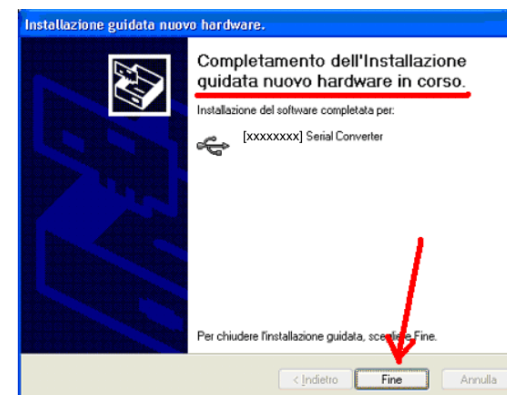 Installazione guidata nuovo hardware.
Completamento dell'Installazione
guidata nuovo hardware in corso.
Installazione del software completata per:
[xxxxxxxx] Serial Converter
Per chiudere l'installazione guidata, scegliere Fine.
< Indietro Fine Annulla